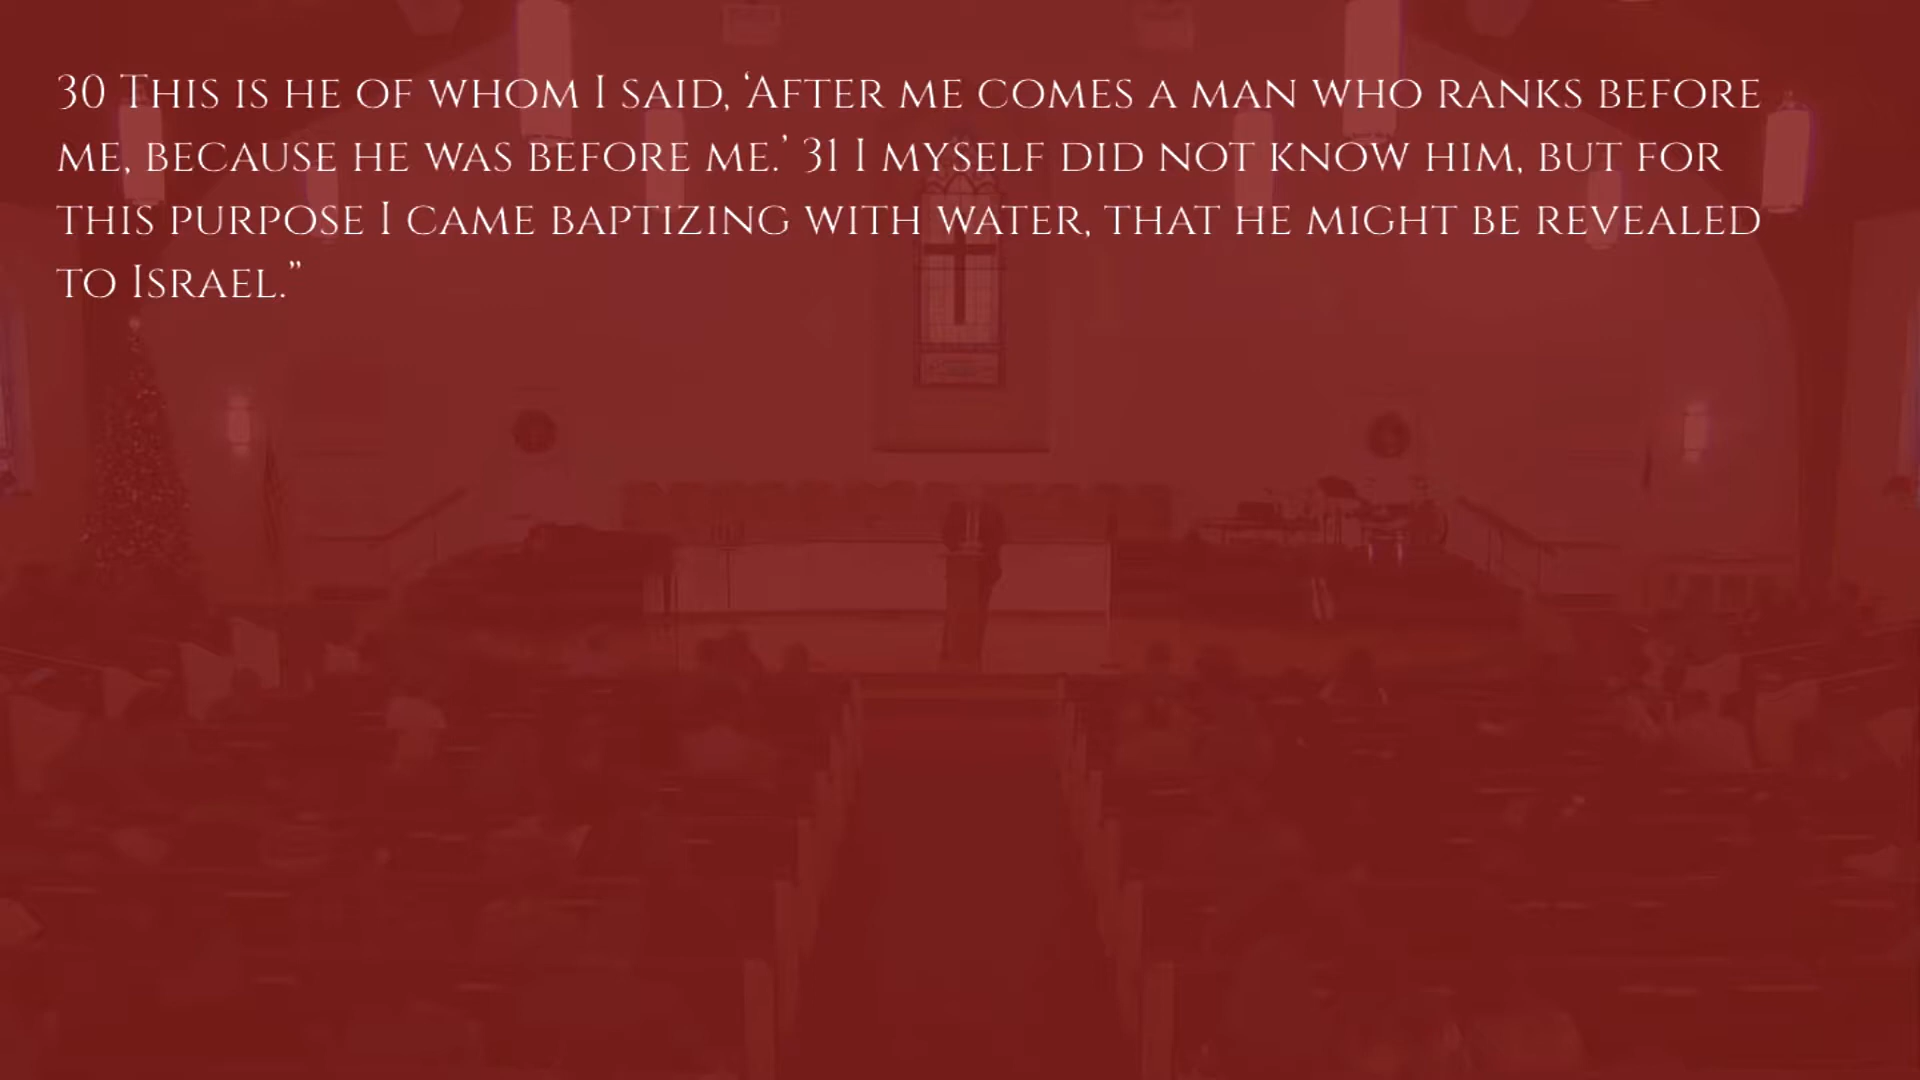 30 This is he of whom I said, ‘After me comes a man who ranks before
me, because he was before me.’ 31 I myself did not know him, but for
this purpose I came baptizing with water, that he might be revealed
to Israel.”